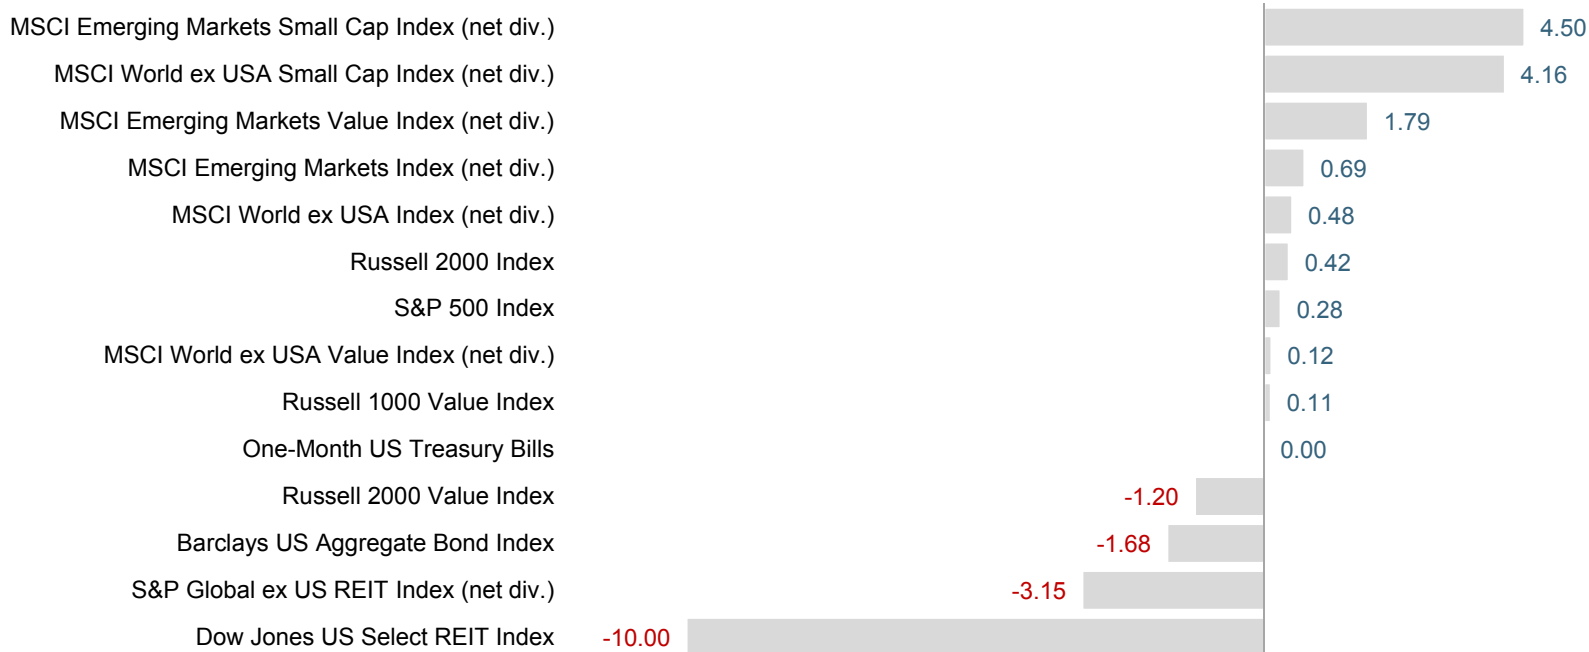 MSCI Emerging Markets Small Cap Index (net div.) 4.50
MSCI World ex USA Small Cap Index (net div.) 4.16
MSCI Emerging Markets Value Index (net div.) 1.79
MSCI Emerging Markets Index (net div.) 0.69
MSCI World ex USA Index (net div.) 0.48
Russell 2000 Index 0.42
S&P 500 Index 0.28
MSCI World ex USA Value Index (net div.) 0.12
Russell 1000 Value Index 0.11
One-Month US Treasury Bills 0.00
Russell 2000 Value Index -1.20
Barclays US Aggregate Bond Index -1.68
S&P Global ex US REIT Index (net div.) -3.15
Dow Jones US Select REIT Index -10.00